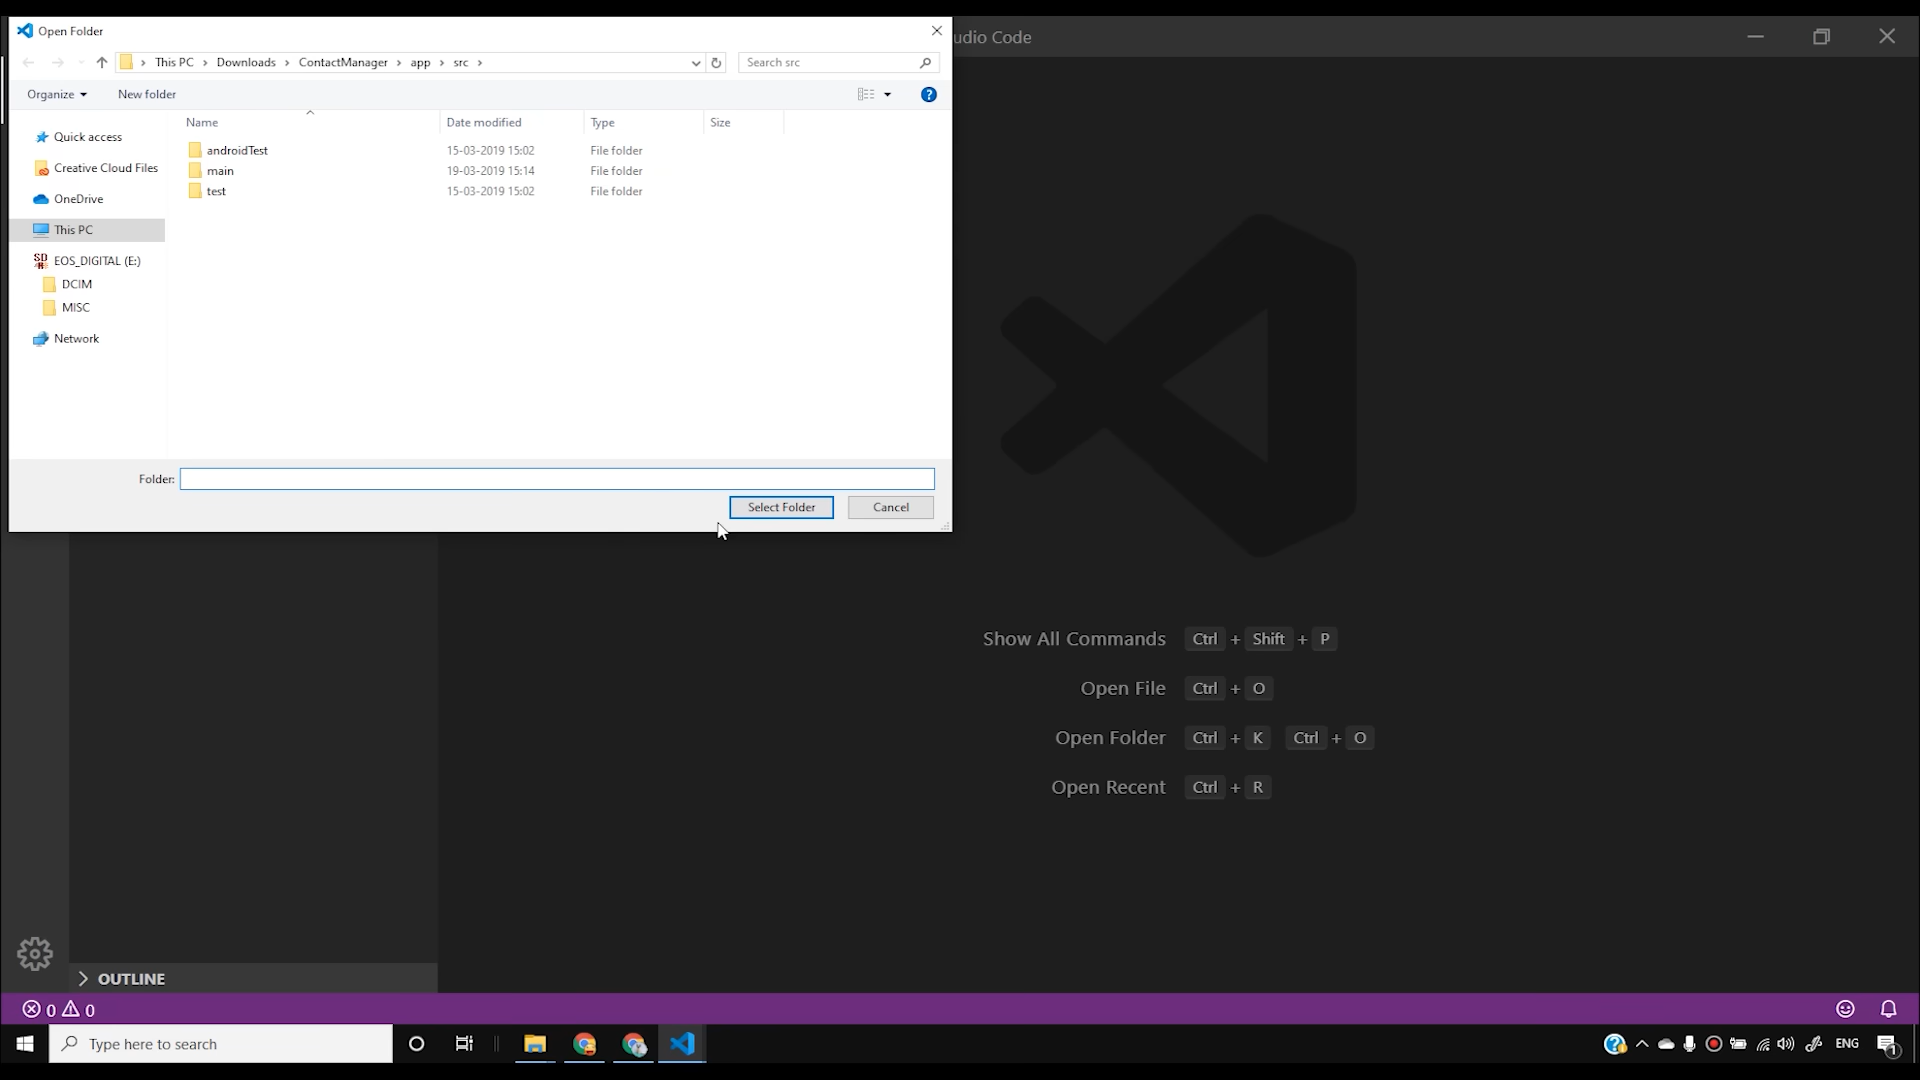 Open Folder
udio Code
This PC > Downloads > ContactManager > app > src >
Search src
Organize
New folder
Name Date modified Type Size
androidTest 15-03-2019 15:02 File folder
main 19-03-2019 15:14 File folder
test 15-03-2019 15:02 File folder
Quick access
Creative Cloud Files
OneDrive
This PC
EOS_DIGITAL (E:)
DCIM
MISC
Network
Folder:
Select Folder
Cancel
Show All Commands Ctrl + Shift + P
Open File Ctrl + O
Open Folder Ctrl + K Ctrl + O
Open Recent Ctrl + R
OUTLINE
0 0
Type here to search
ENG
1